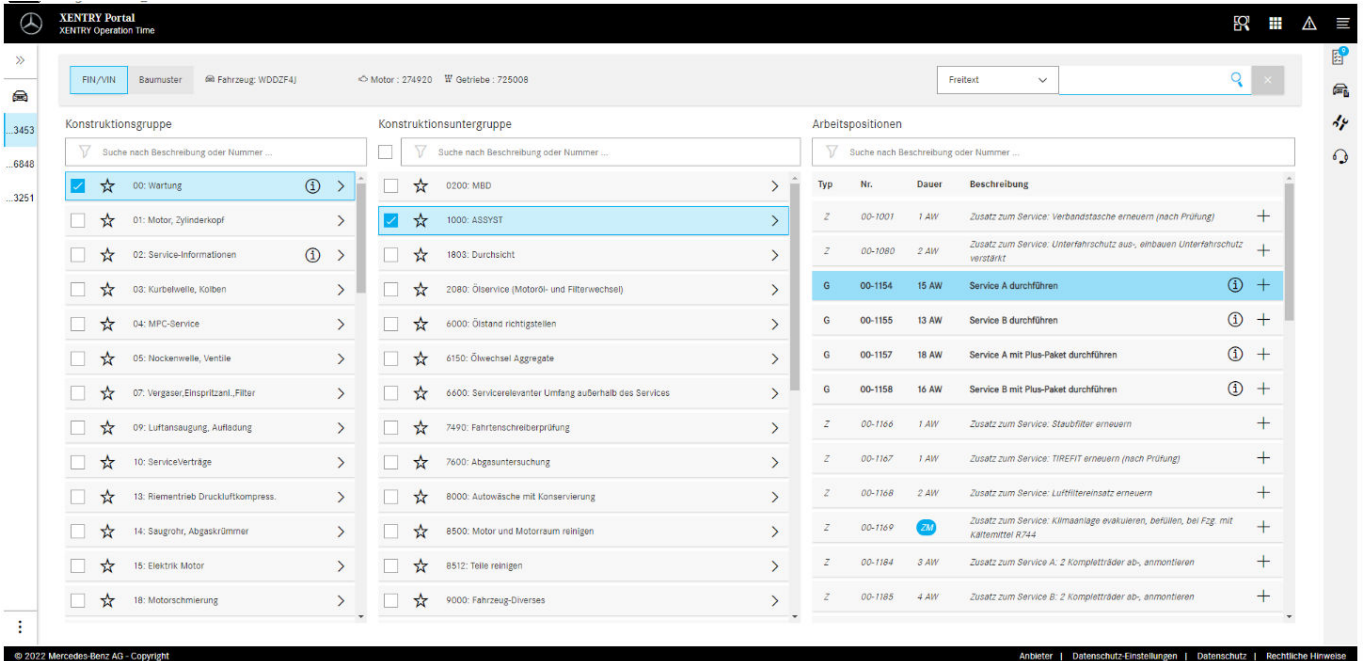 XENTRY Portal
XENTRY Operation Time
FIN/VIN
Baumuster
Fahrzeug: WDDZF4J
Motor : 274920
Getriebe : 725008
Freitext
...3453
...6848
...3251
Konstruktionsgruppe
Suche nach Beschreibung oder Nummer ...
00: Wartung
01: Motor, Zylinderkopf
02: Service-Informationen
03: Kurbelwelle, Kolben
04: MPC-Service
05: Nockenwelle, Ventile
07: Vergaser,Einspritzanl.,Filter
09: Luftansaugung, Aufladung
10: ServiceVerträge
13: Riementrieb Druckluftkompress.
14: Saugrohr, Abgaskrümmer
15: Elektrik Motor
18: Motorschmierung
Konstruktionsuntergruppe
Suche nach Beschreibung oder Nummer ...
0200: MBD
1000: ASSYST
1803: Durchsicht
2080: Ölservice (Motoröl- und Filterwechsel)
6000: Ölstand richtigstellen
6150: Ölwechsel Aggregate
6600: Servicerelevanter Umfang außerhalb des Services
7490: Fahrtenschreiberprüfung
7600: Abgasuntersuchung
8000: Autowäsche mit Konservierung
8500: Motor und Motorraum reinigen
8512: Teile reinigen
9000: Fahrzeug-Diverses
Arbeitspositionen
Suche nach Beschreibung oder Nummer ...
Typ Nr. Dauer Beschreibung
Z 00-1001 1 AW Zusatz zum Service: Verbandstasche erneuern (nach Prüfung)
Z 00-1080 2 AW Zusatz zum Service: Unterfahrschutz aus-, einbauen Unterfahrschutz
verstärkt
G 00-1154 15 AW Service A durchführen
G 00-1155 13 AW Service B durchführen
G 00-1157 18 AW Service A mit Plus-Paket durchführen
G 00-1158 16 AW Service B mit Plus-Paket durchführen
Z 00-1166 1 AW Zusatz zum Service: Staubfilter erneuern
Z 00-1167 1 AW Zusatz zum Service: TIREFIT erneuern (nach Prüfung)
Z 00-1168 2 AW Zusatz zum Service: Luftfiltereinsatz erneuern
Z 00-1169 ZM Zusatz zum Service: Klimaanlage evakuieren, befüllen, bei Fzg. mit
Kältemittel R744
Z 00-1184 3 AW Zusatz zum Service A: 2 Kompletträder ab-, anmontieren
Z 00-1185 4 AW Zusatz zum Service B: 2 Kompletträder ab-, anmontieren
© 2022 Mercedes-Benz AG - Copyright
Anbieter | Datenschutz-Einstellungen | Datenschutz | Rechtliche Hinweise